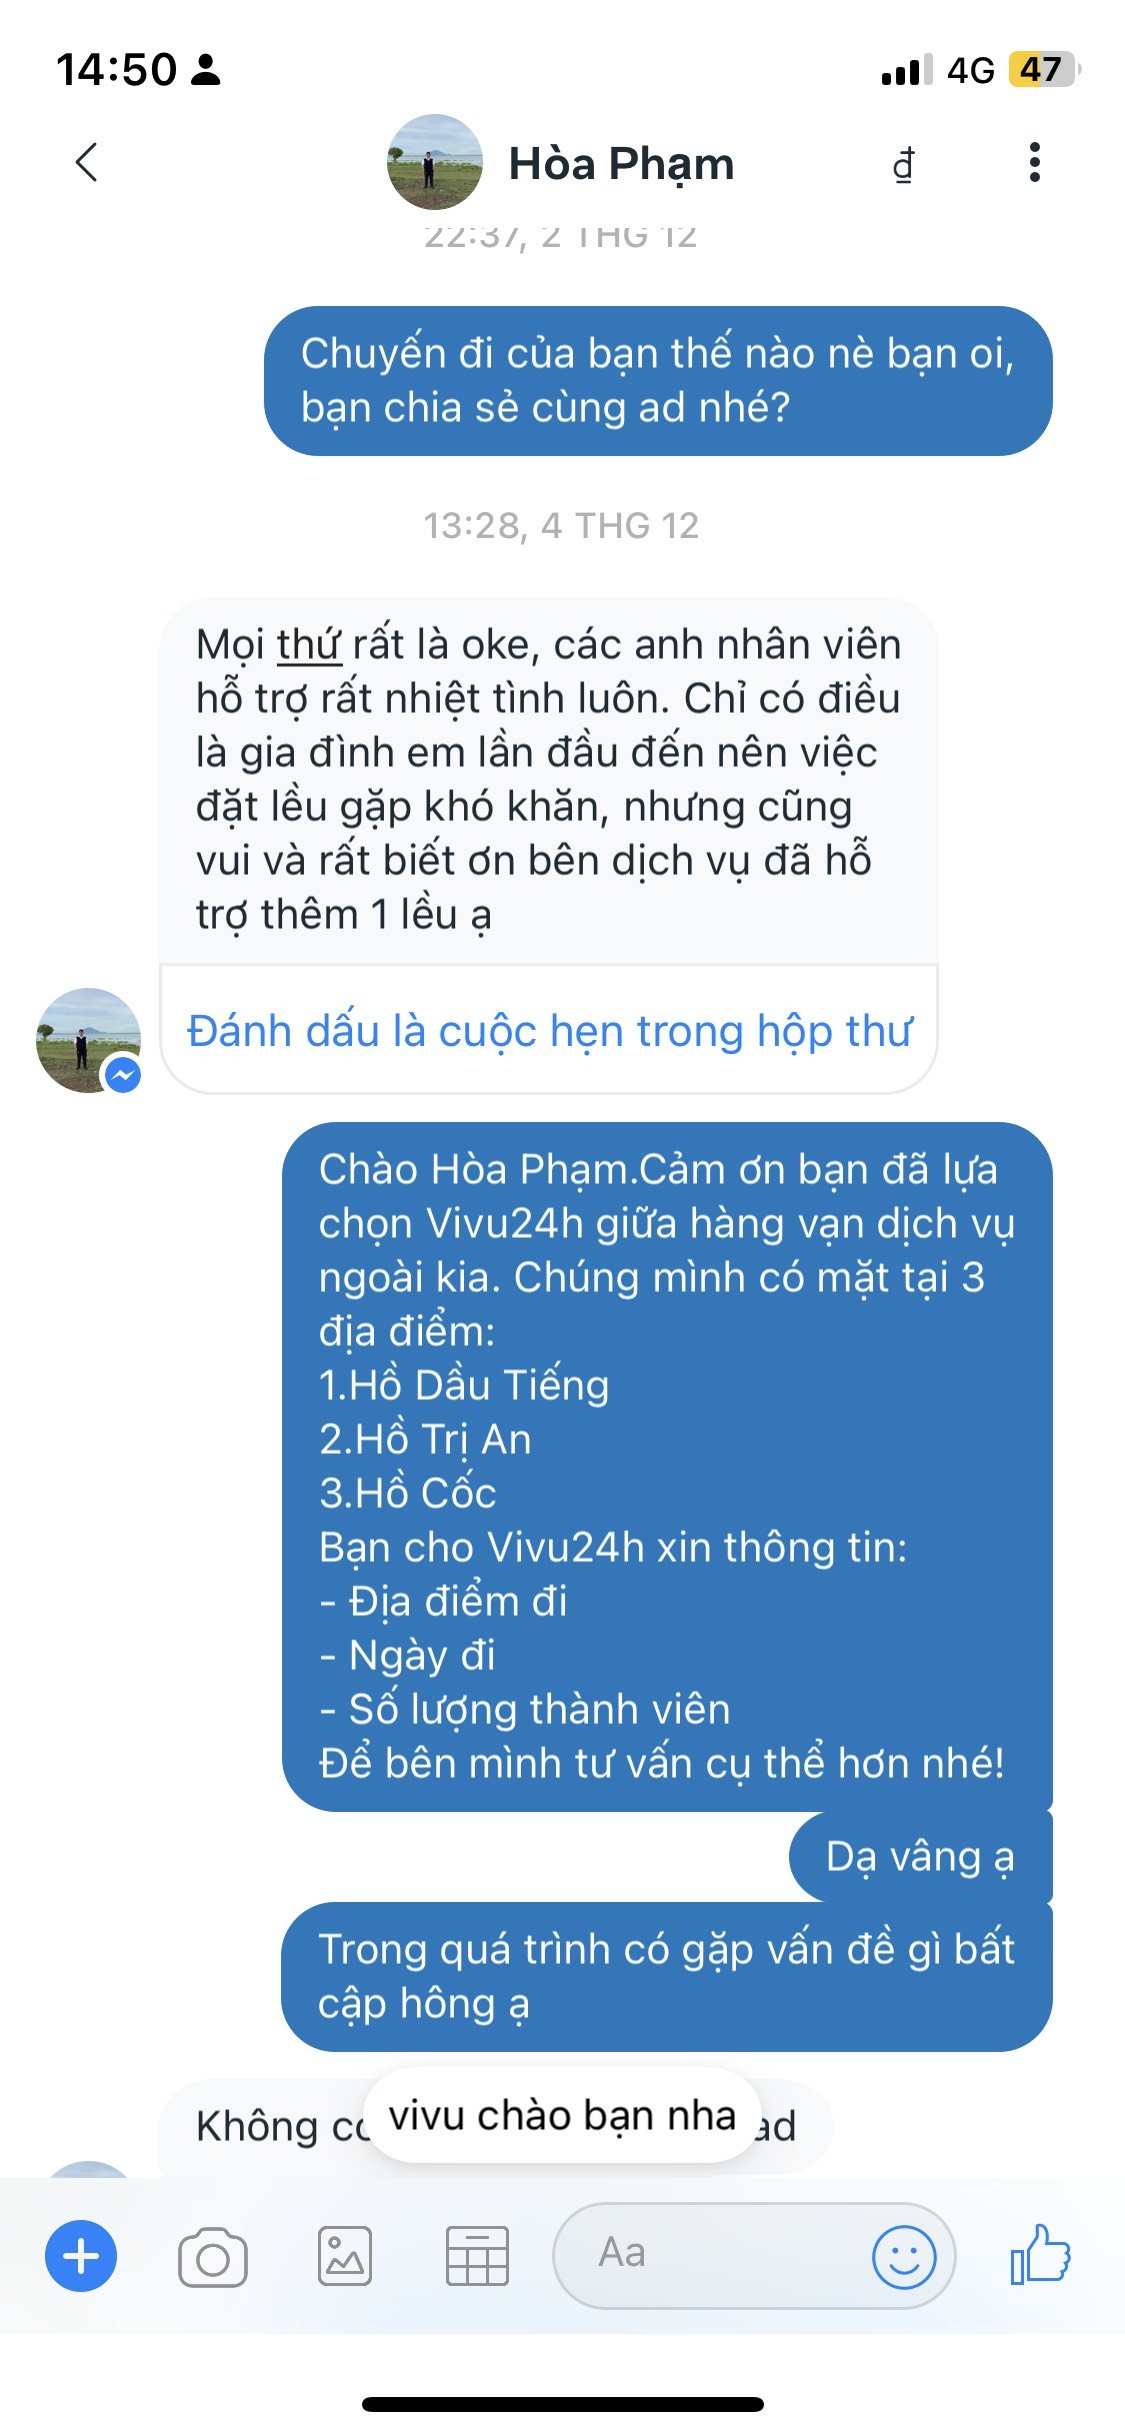 14:50
4G 47
Hòa Phạm
₫
22:37, 2 THG 12
Chuyến đi của bạn thế nào nè bạn oi,
bạn chia sẻ cùng ad nhé?
13:28, 4 THG 12
Mọi thứ rất là oke, các anh nhân viên
hỗ trợ rất nhiệt tình luôn. Chỉ có điều
là gia đình em lần đầu đến nên việc
đặt lều gặp khó khăn, nhưng cũng
vui và rất biết ơn bên dịch vụ đã hỗ
trợ thêm 1 lều ạ
Đánh dấu là cuộc hẹn trong hộp thư
Chào Hòa Phạm.Cảm ơn bạn đã lựa
chọn Vivu24h giữa hàng vạn dịch vụ
ngoài kia. Chúng mình có mặt tại 3
địa điểm:
1.Hồ Dầu Tiếng
2.Hồ Trị An
3.Hồ Cốc
Bạn cho Vivu24h xin thông tin:
- Địa điểm đi
- Ngày đi
- Số lượng thành viên
Để bên mình tư vấn cụ thể hơn nhé!
Dạ vâng ạ
Trong quá trình có gặp vấn đề gì bất
cập hông ạ
Không ad
vivu chào bạn nha
Aa